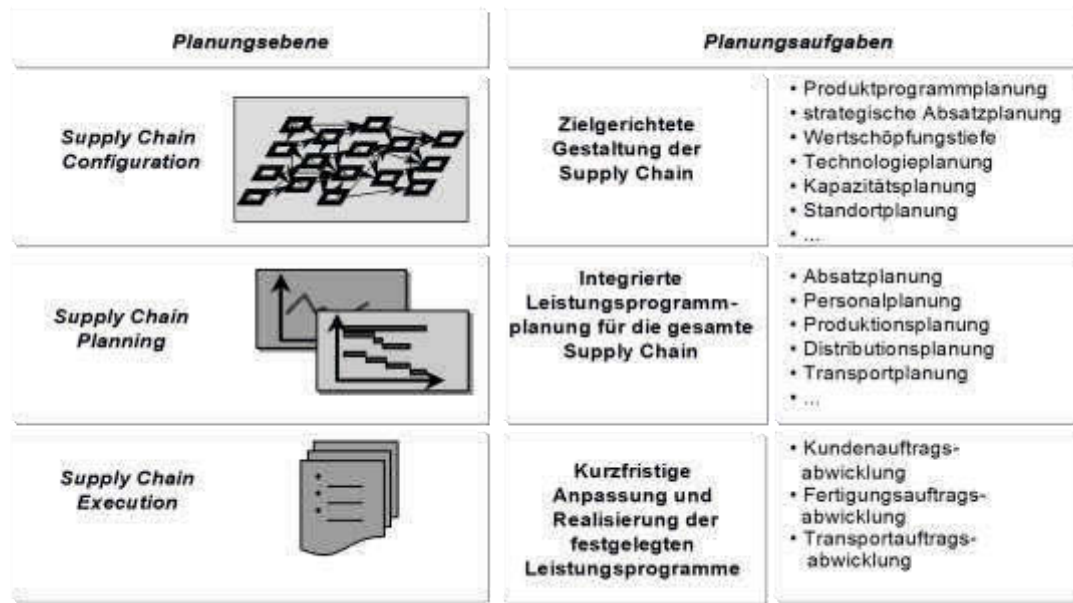 Planungsebene
Planungsaufgaben
Supply Chain
Configuration
Zielgerichtete
Gestaltung der
Supply Chain
• Produktprogrammplanung
• strategische Absatzplanung
• Wertschöpfungstiefe
• Technologieplanung
• Kapazitätsplanung
• Standortplanung
• ...
Supply Chain
Planning
Integrierte
Leistungsprogramm-
planung für die gesamte
Supply Chain
• Absatzplanung
• Personalplanung
• Produktionsplanung
• Distributionsplanung
• Transportplanung
• ...
Supply Chain
Execution
Kurzfristige
Anpassung und
Realisierung der
festgelegten
Leistungsprogramme
• Kundenauftrags-
abwicklung
• Fertigungsauftrags-
abwicklung
• Transportauftrags-
abwicklung